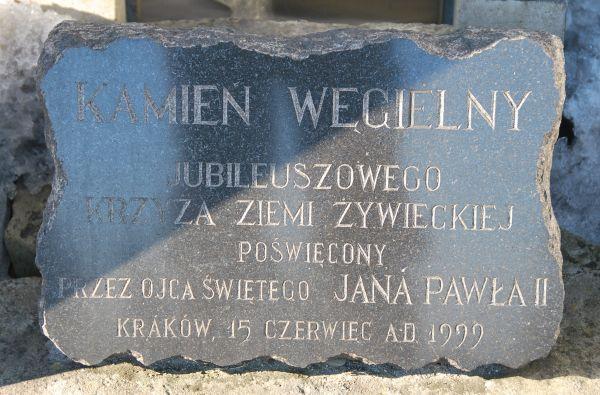 KAMIEŃ WĘGIELNY
JUBILEUSZOWEGO
KRZYŻA ZIEMI ŻYWIECKIEJ
POŚWIĘCONY
PRZEZ OJCA ŚWIĘTEGO JANA PAWŁA II
KRAKÓW, 15 CZERWIEC A.D. 1999